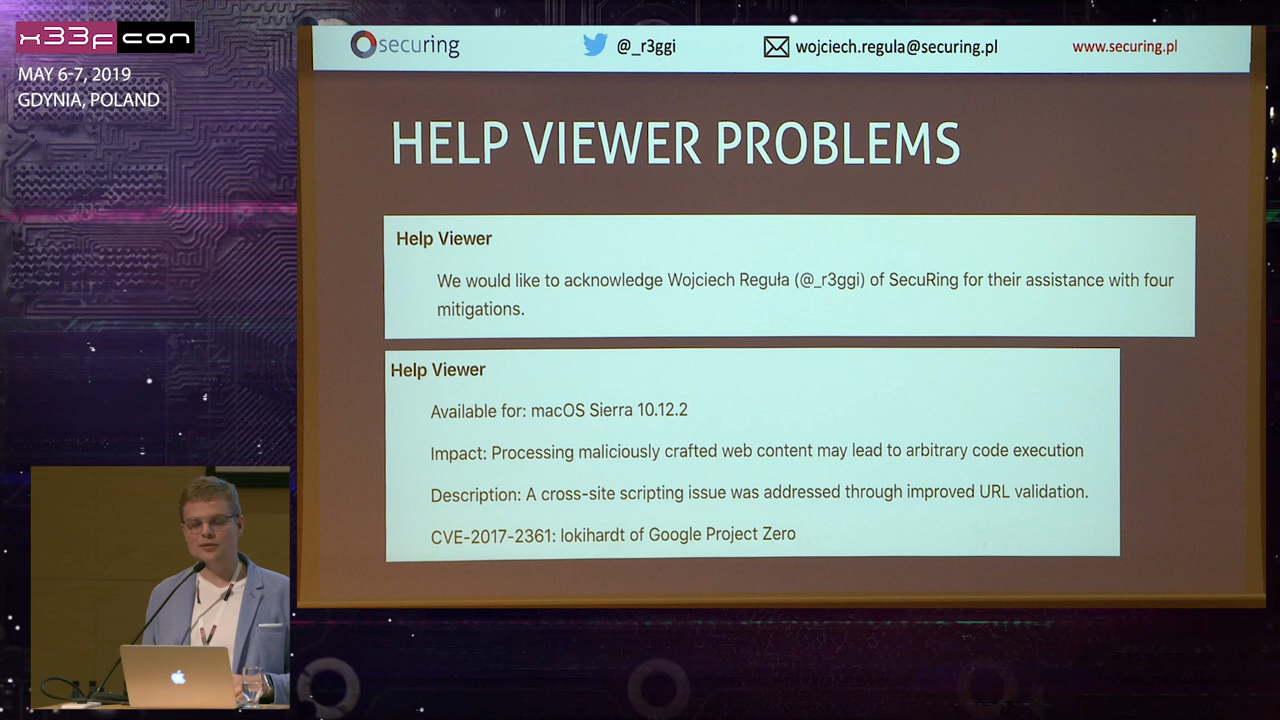 x33fcon
MAY 6-7, 2019
GDYNIA, POLAND
securing
@_r3ggi
wojciech.regula@securing.pl
www.securing.pl
HELP VIEWER PROBLEMS
Help Viewer
We would like to acknowledge Wojciech Reguła (@_r3ggi) of SecuRing for their assistance with four
mitigations.
Help Viewer
Available for: macOS Sierra 10.12.2
Impact: Processing maliciously crafted web content may lead to arbitrary code execution
Description: A cross-site scripting issue was addressed through improved URL validation.
CVE-2017-2361: lokihardt of Google Project Zero